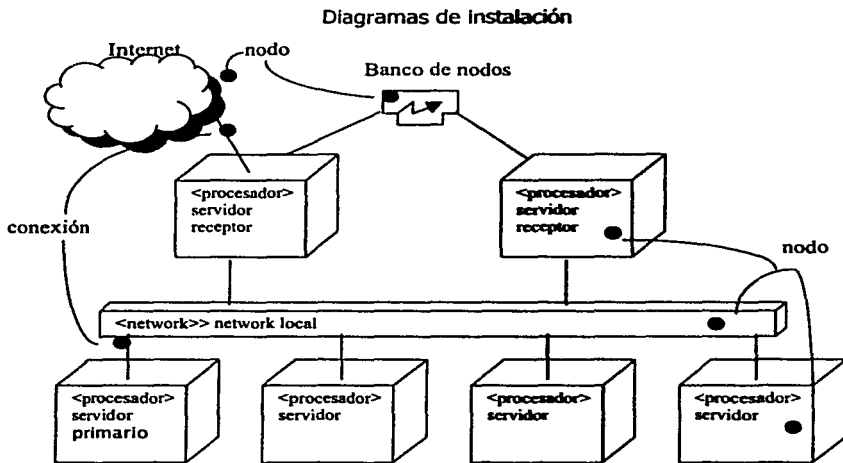 Diagramas de instalación
Internet
nodo
Banco de nodos
<procesador>
servidor
receptor
<procesador>
servidor
receptor
conexión
nodo
<network>> network local
<procesador>
servidor
primario
<procesador>
servidor
<procesador>
servidor
<procesador>
servidor